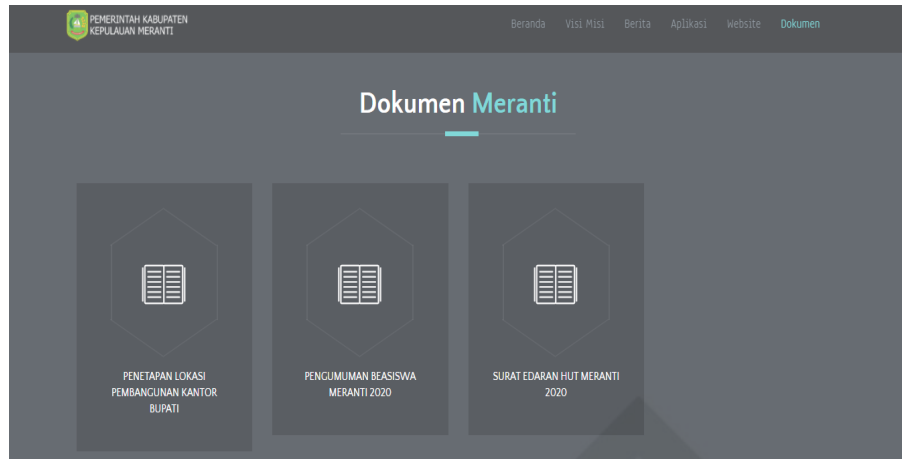 PEMERINTAH KABUPATEN
KEPULAUAN MERANTI
Beranda Visi Misi Berita Aplikasi Website Dokumen
Dokumen Meranti
PENETAPAN LOKASI
PEMBANGUNAN KANTOR
BUPATI
PENGUMUMAN BEASISWA
MERANTI 2020
SURAT EDARAN HUT MERANTI
2020